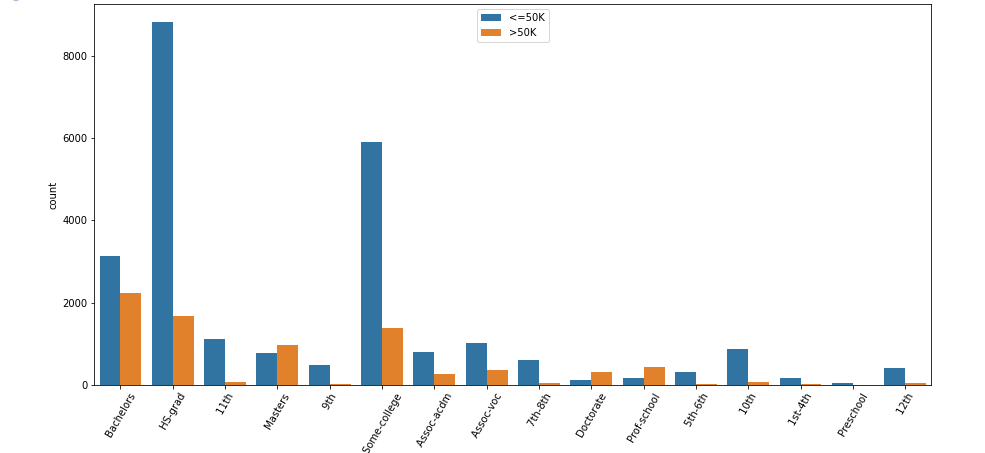 <=50K
>50K
8000
6000
4000
2000
0
count
Bachelors
HS-grad
11th
Masters
9th
Some-college
Assoc-acdm
Assoc-voc
7th-8th
Doctorate
Prof-school
5th-6th
10th
1st-4th
Preschool
12th